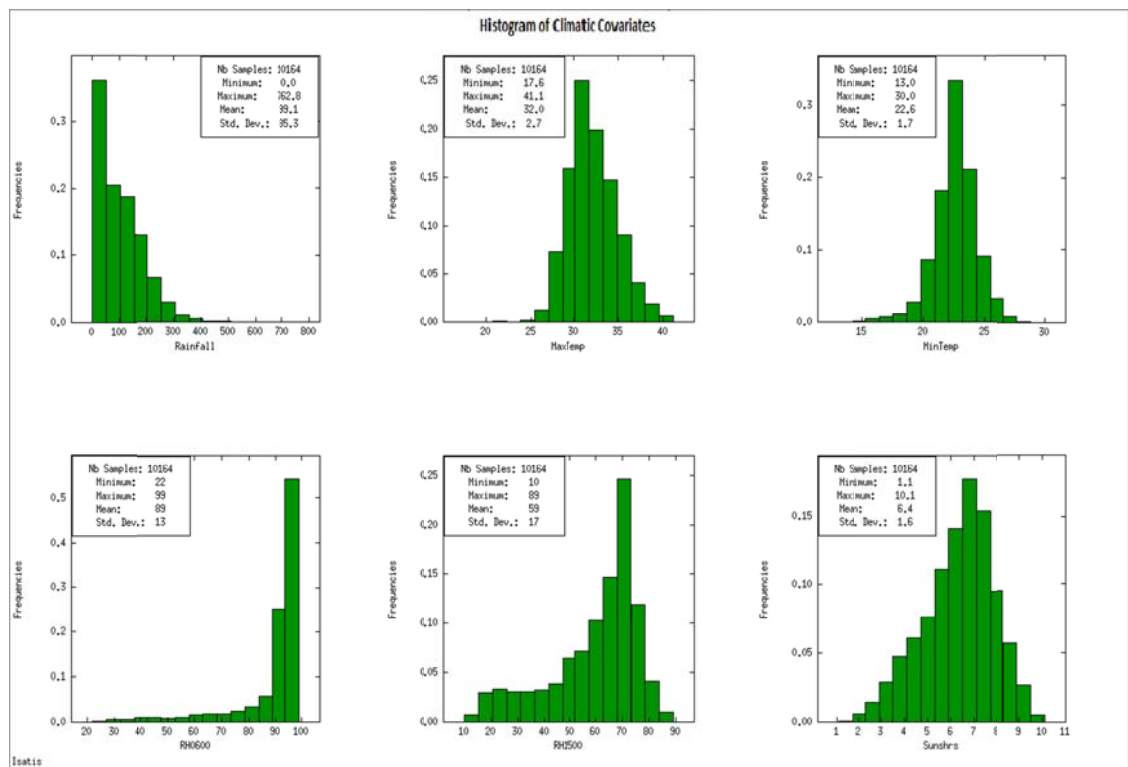 Histogram of Climatic Covariates
Nb Samples: 10164
Minimum: 0.0
Maximum: 762.8
Mean: 99.1
Std. Dev.: 95.3
Frequencies
0.3
0.2
0.1
0.0
0 100 200 300 400 500 600 700 800
Rainfall
Nb Samples: 10164
Minimum: 17.6
Maximum: 41.1
Mean: 32.0
Std. Dev.: 2.7
Frequencies
0.25
0.20
0.15
0.10
0.05
0.00
20 25 30 35 40
MaxTemp
Nb Samples: 10164
Minimum: 13.0
Maximum: 30.0
Mean: 22.6
Std. Dev.: 1.7
Frequencies
0.3
0.2
0.1
0.0
15 20 25 30
MinTemp
Nb Samples: 10164
Minimum: 22
Maximum: 99
Mean: 89
Std. Dev.: 13
Frequencies
0.5
0.4
0.3
0.2
0.1
0.0
20 30 40 50 60 70 80 90 100
RH0600
Nb Samples: 10164
Minimum: 10
Maximum: 89
Mean: 59
Std. Dev.: 17
Frequencies
0.25
0.20
0.15
0.10
0.05
0.00
10 20 30 40 50 60 70 80 90
RH1500
Nb Samples: 10164
Minimum: 1.1
Maximum: 10.1
Mean: 6.4
Std. Dev.: 1.6
Frequencies
0.15
0.10
0.05
0.00
1 2 3 4 5 6 7 8 9 10 11
Sunshrs
Isatis